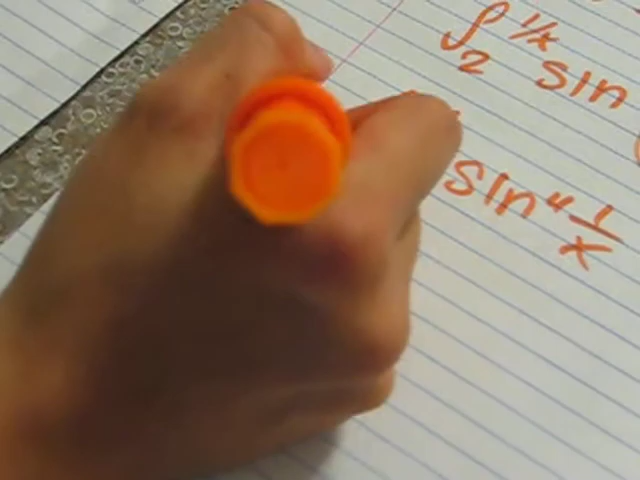 ∫₂^(1/x) sin
sin⁴ 1/x